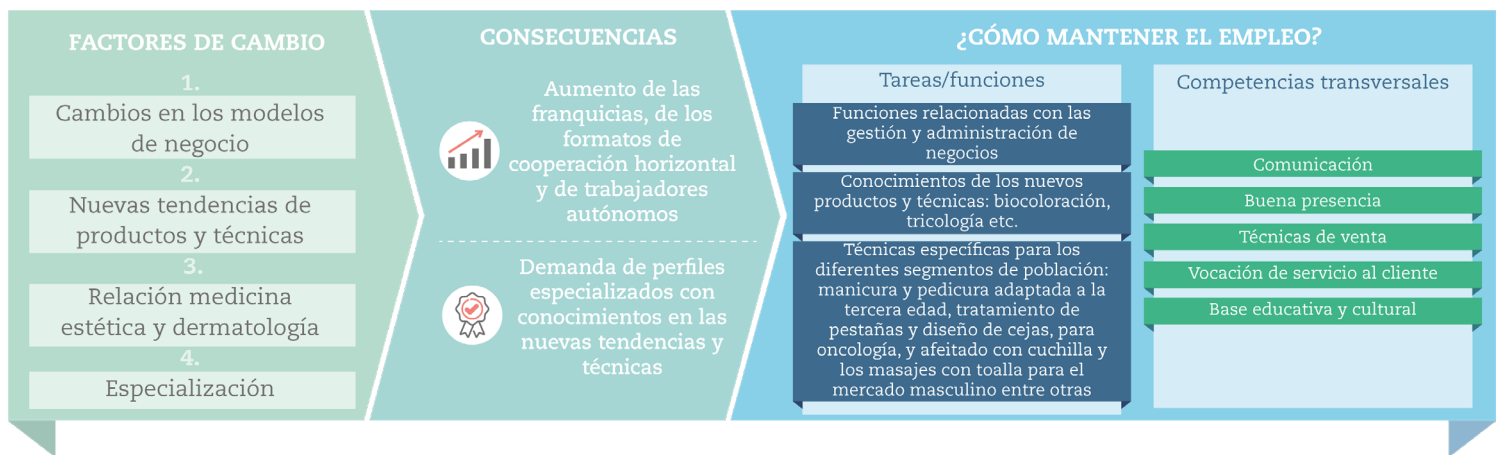 FACTORES DE CAMBIO
1.
Cambios en los modelos
de negocio
2.
Nuevas tendencias de
productos y técnicas
3.
Relación medicina
estética y dermatología
4.
Especialización
CONSECUENCIAS
Aumento de las
franquicias, de los
formatos de
cooperación horizontal
y de trabajadores
autónomos
Demanda de perfiles
especializados con
conocimientos en las
nuevas tendencias y
técnicas
¿CÓMO MANTENER EL EMPLEO?
Tareas/funciones
Funciones relacionadas con las
gestión y administración de
negocios
Conocimientos de los nuevos
productos y técnicas: biocoloración,
tricología etc.
Técnicas específicas para los
diferentes segmentos de población:
manicura y pedicura adaptada a la
tercera edad, tratamiento de
pestañas y diseño de cejas, para
oncología, y afeitado con cuchilla y
los masajes con toalla para el
mercado masculino entre otras
Competencias transversales
Comunicación
Buena presencia
Técnicas de venta
Vocación de servicio al cliente
Base educativa y cultural